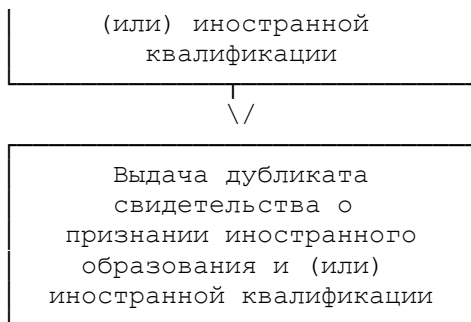 (или) иностранной
квалификации
\/
Выдача дубликата
свидетельства о
признании иностранного
образования и (или)
иностранной квалификации